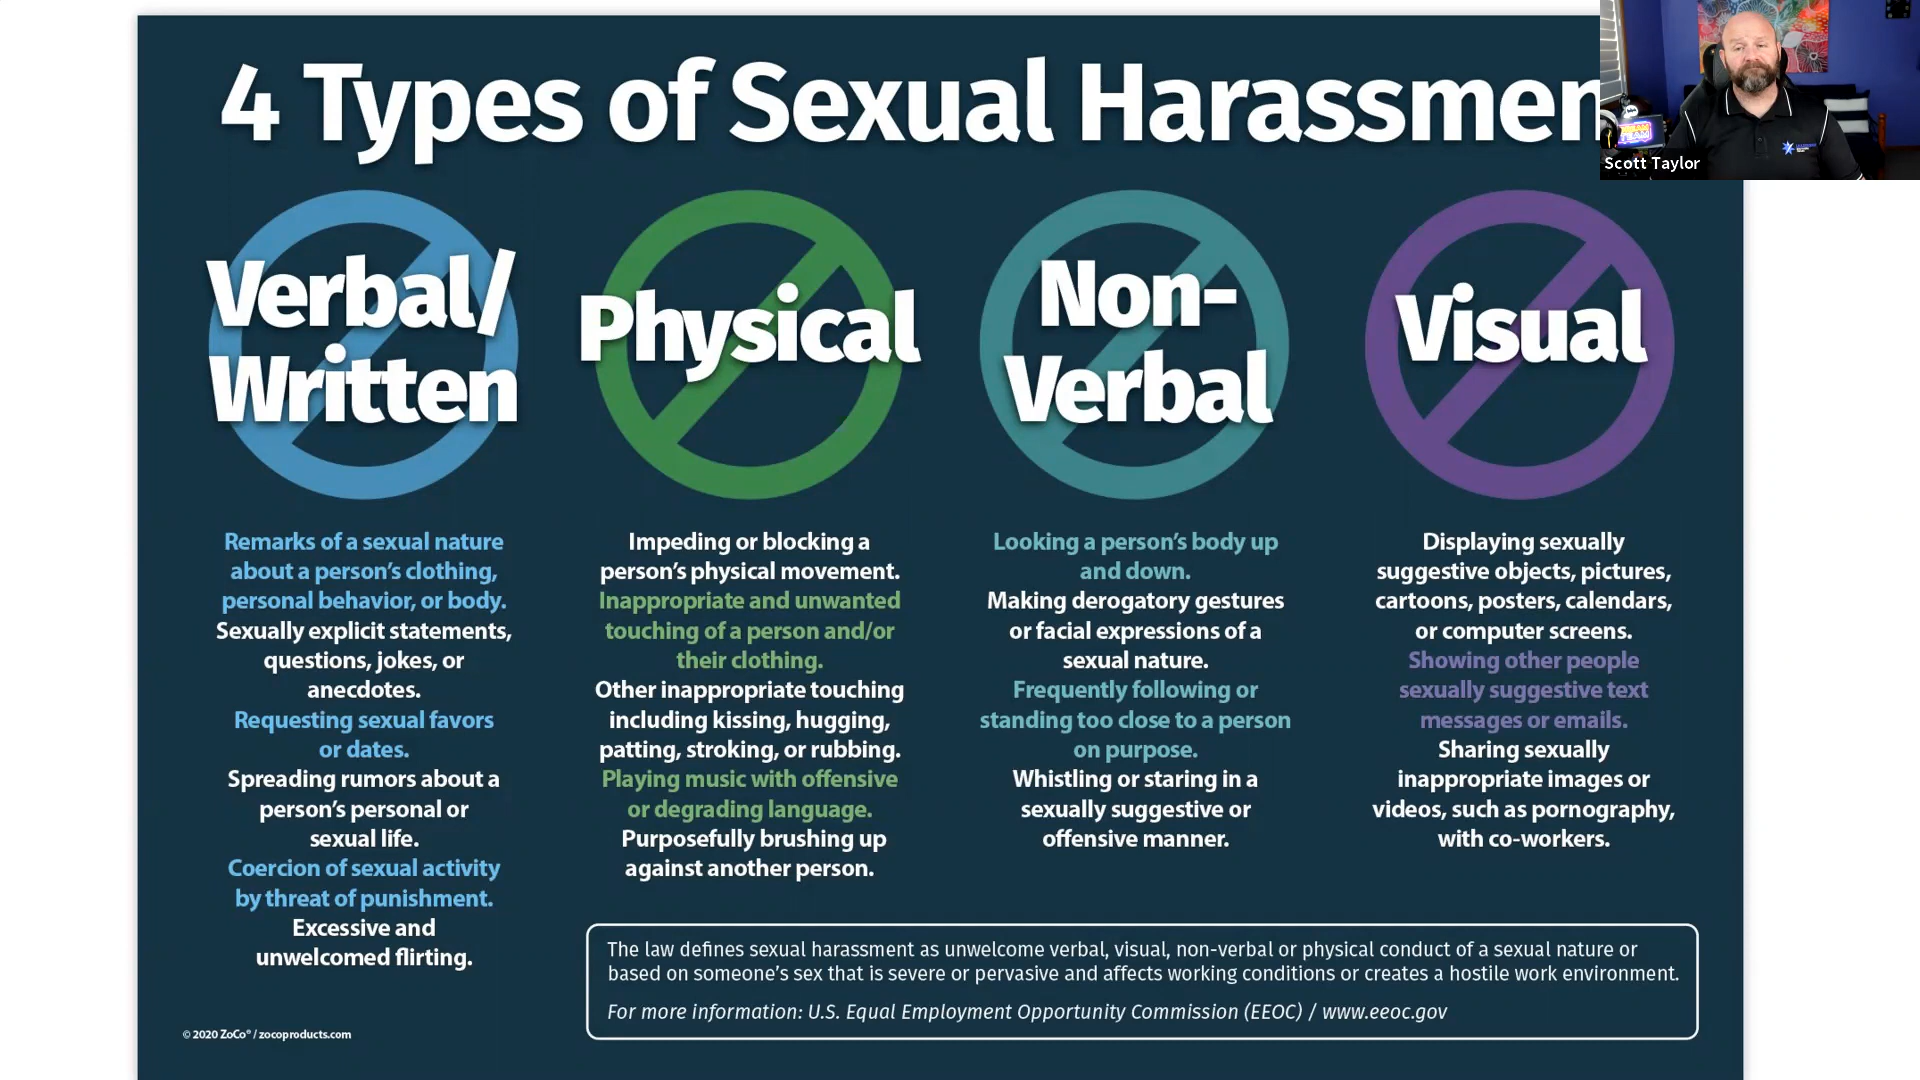 4 Types of Sexual Harassmen
Scott Taylor
Verbal/
Written
Remarks of a sexual nature
about a person's clothing,
personal behavior, or body.
Sexually explicit statements,
questions, jokes, or
anecdotes.
Requesting sexual favors
or dates.
Spreading rumors about a
person's personal or
sexual life.
Coercion of sexual activity
by threat of punishment.
Excessive and
unwelcomed flirting.
Physical
Impeding or blocking a
person's physical movement.
Inappropriate and unwanted
touching of a person and/or
their clothing.
Other inappropriate touching
including kissing, hugging,
patting, stroking, or rubbing.
Playing music with offensive
or degrading language.
Purposefully brushing up
against another person.
Non-
Verbal
Looking a person's body up
and down.
Making derogatory gestures
or facial expressions of a
sexual nature.
Frequently following or
standing too close to a person
on purpose.
Whistling or staring in a
sexually suggestive or
offensive manner.
Visual
Displaying sexually
suggestive objects, pictures,
cartoons, posters, calendars,
or computer screens.
Showing other people
sexually suggestive text
messages or emails.
Sharing sexually
inappropriate images or
videos, such as pornography,
with co-workers.
The law defines sexual harassment as unwelcome verbal, visual, non-verbal or physical conduct of a sexual nature or
based on someone's sex that is severe or pervasive and affects working conditions or creates a hostile work environment.
For more information: U.S. Equal Employment Opportunity Commission (EEOC) / www.eeoc.gov
© 2020 ZoCo® / zocoproducts.com